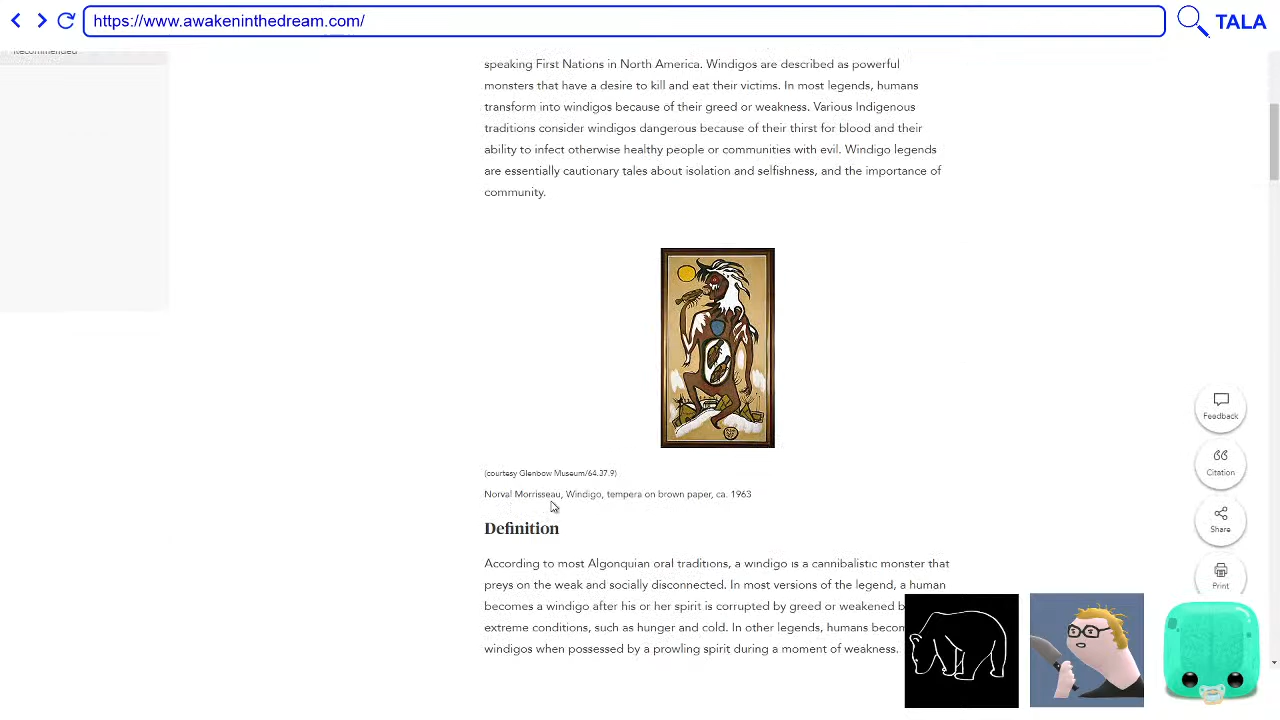 https://www.awakeninthedream.com/
TALA
Recommended
speaking First Nations in North America. Windigos are described as powerful
monsters that have a desire to kill and eat their victims. In most legends, humans
transform into windigos because of their greed or weakness. Various Indigenous
traditions consider windigos dangerous because of their thirst for blood and their
ability to infect otherwise healthy people or communities with evil. Windigo legends
are essentially cautionary tales about isolation and selfishness, and the importance of
community.
(courtesy Glenbow Museum/64.37.9)
Norval Morrisseau, Windigo, tempera on brown paper, ca. 1963
Definition
According to most Algonquian oral traditions, a windigo is a cannibalistic monster that
preys on the weak and socially disconnected. In most versions of the legend, a human
becomes a windigo after his or her spirit is corrupted by greed or weakened
extreme conditions, such as hunger and cold. In other legends, humans
windigos when possessed by a prowling spirit during a moment of weakness.
Feedback
Citation
Share
Print